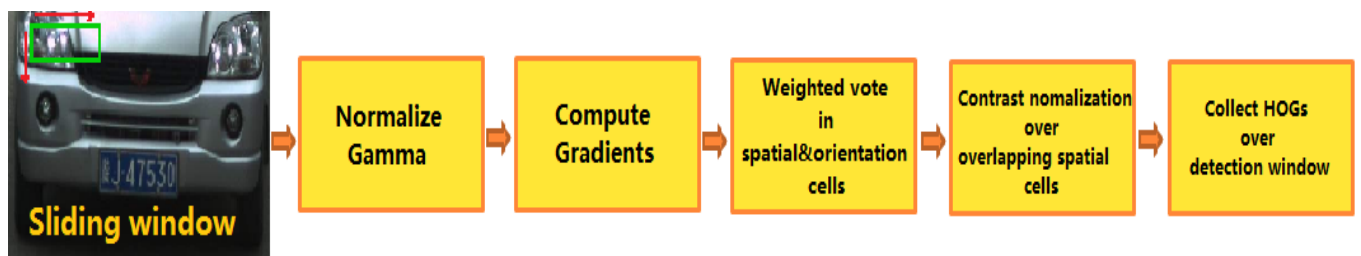 J-47530
Sliding window
Normalize
Gamma
Compute
Gradients
Weighted vote
in
spatial&orientation
cells
Contrast nomalization
over
overlapping spatial
cells
Collect HOGs
over
detection window